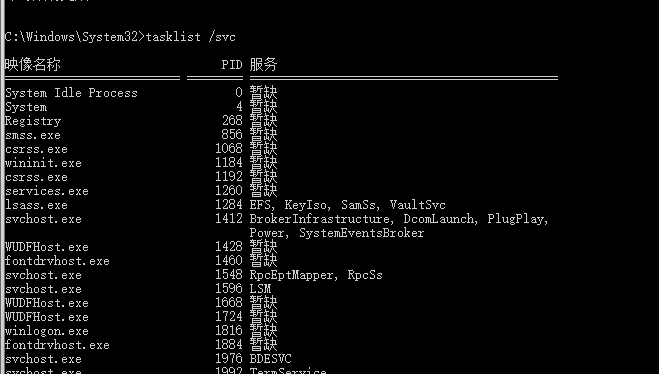 C:\Windows\System32>tasklist /svc
映像名称 PID 服务
========================= ======== ============================================
System Idle Process 0 暂缺
System 4 暂缺
Registry 268 暂缺
smss.exe 856 暂缺
csrss.exe 1068 暂缺
wininit.exe 1184 暂缺
csrss.exe 1192 暂缺
services.exe 1260 暂缺
lsass.exe 1284 EFS, KeyIso, SamSs, VaultSvc
svchost.exe 1412 BrokerInfrastructure, DcomLaunch, PlugPlay,
Power, SystemEventsBroker
WUDFHost.exe 1428 暂缺
fontdrvhost.exe 1460 暂缺
svchost.exe 1548 RpcEptMapper, RpcSs
svchost.exe 1596 LSM
WUDFHost.exe 1668 暂缺
WUDFHost.exe 1724 暂缺
winlogon.exe 1816 暂缺
fontdrvhost.exe 1884 暂缺
svchost.exe 1976 BDESVC
svchost.exe 1992 TermService